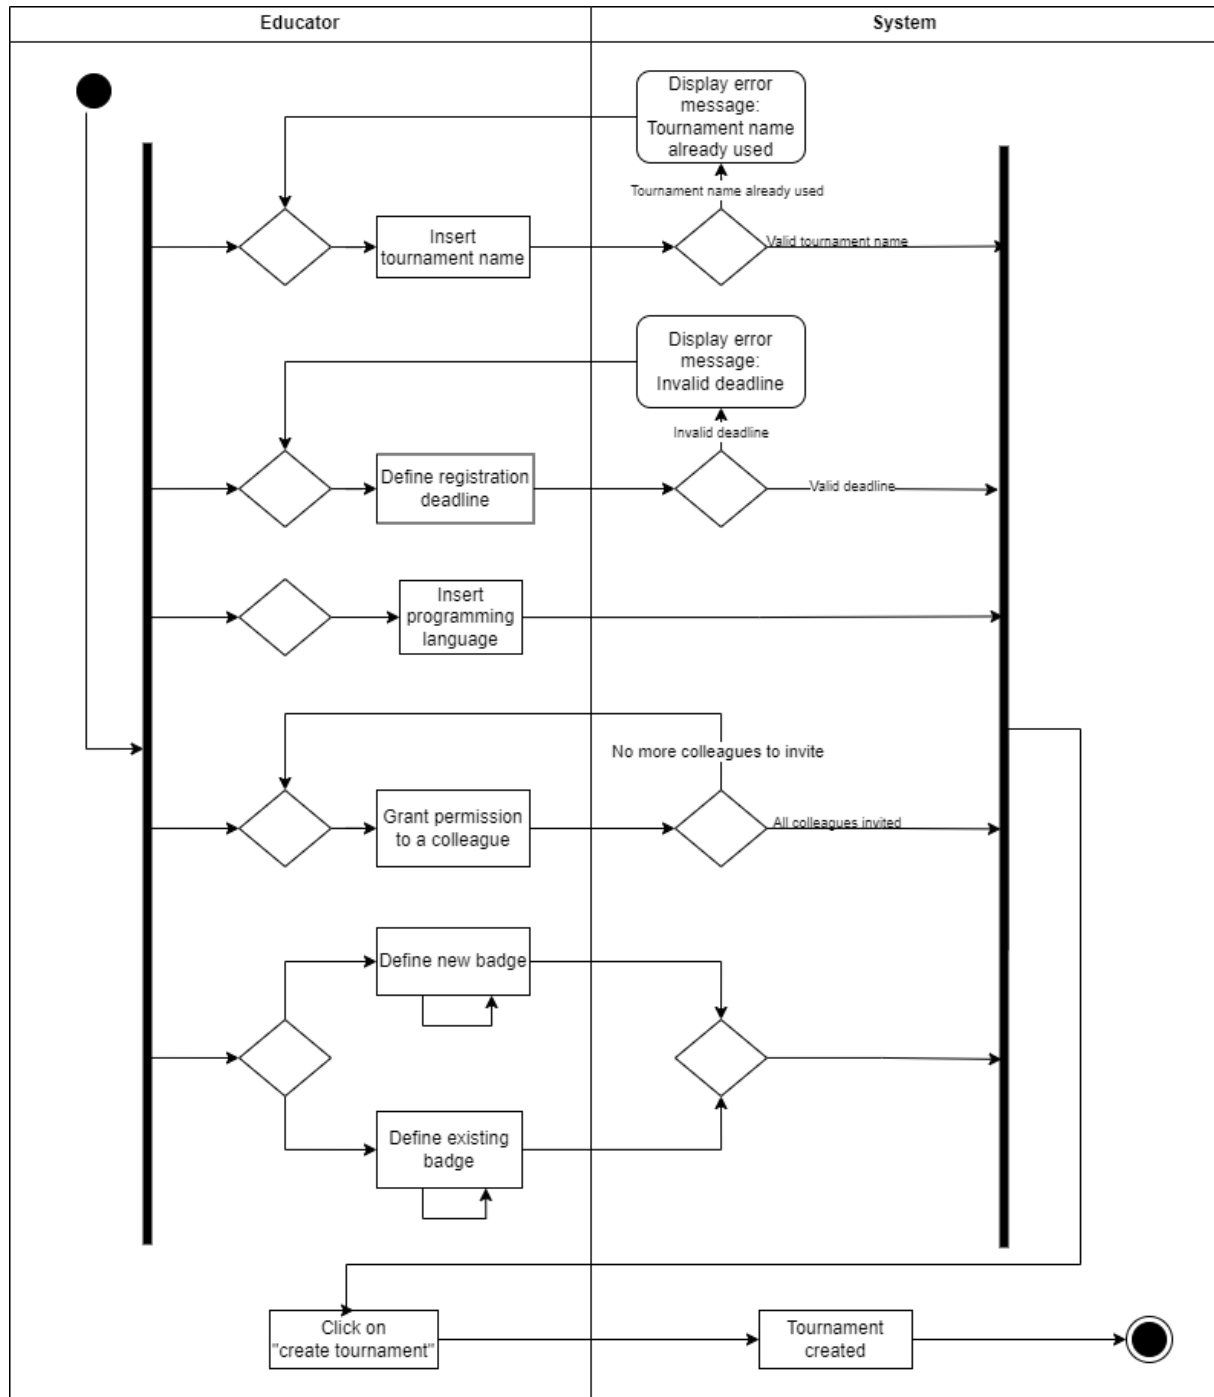 Educator
System
Display error
message:
Tournament name
already used
Tournament name already used
Insert
tournament name
Valid tournament name
Display error
message:
Invalid deadline
Invalid deadline
Define registration
deadline
Valid deadline
Insert
programming
language
No more colleagues to invite
Grant permission
to a colleague
All colleagues invited
Define new badge
Define existing
badge
Click on
"create tournament"
Tournament
created